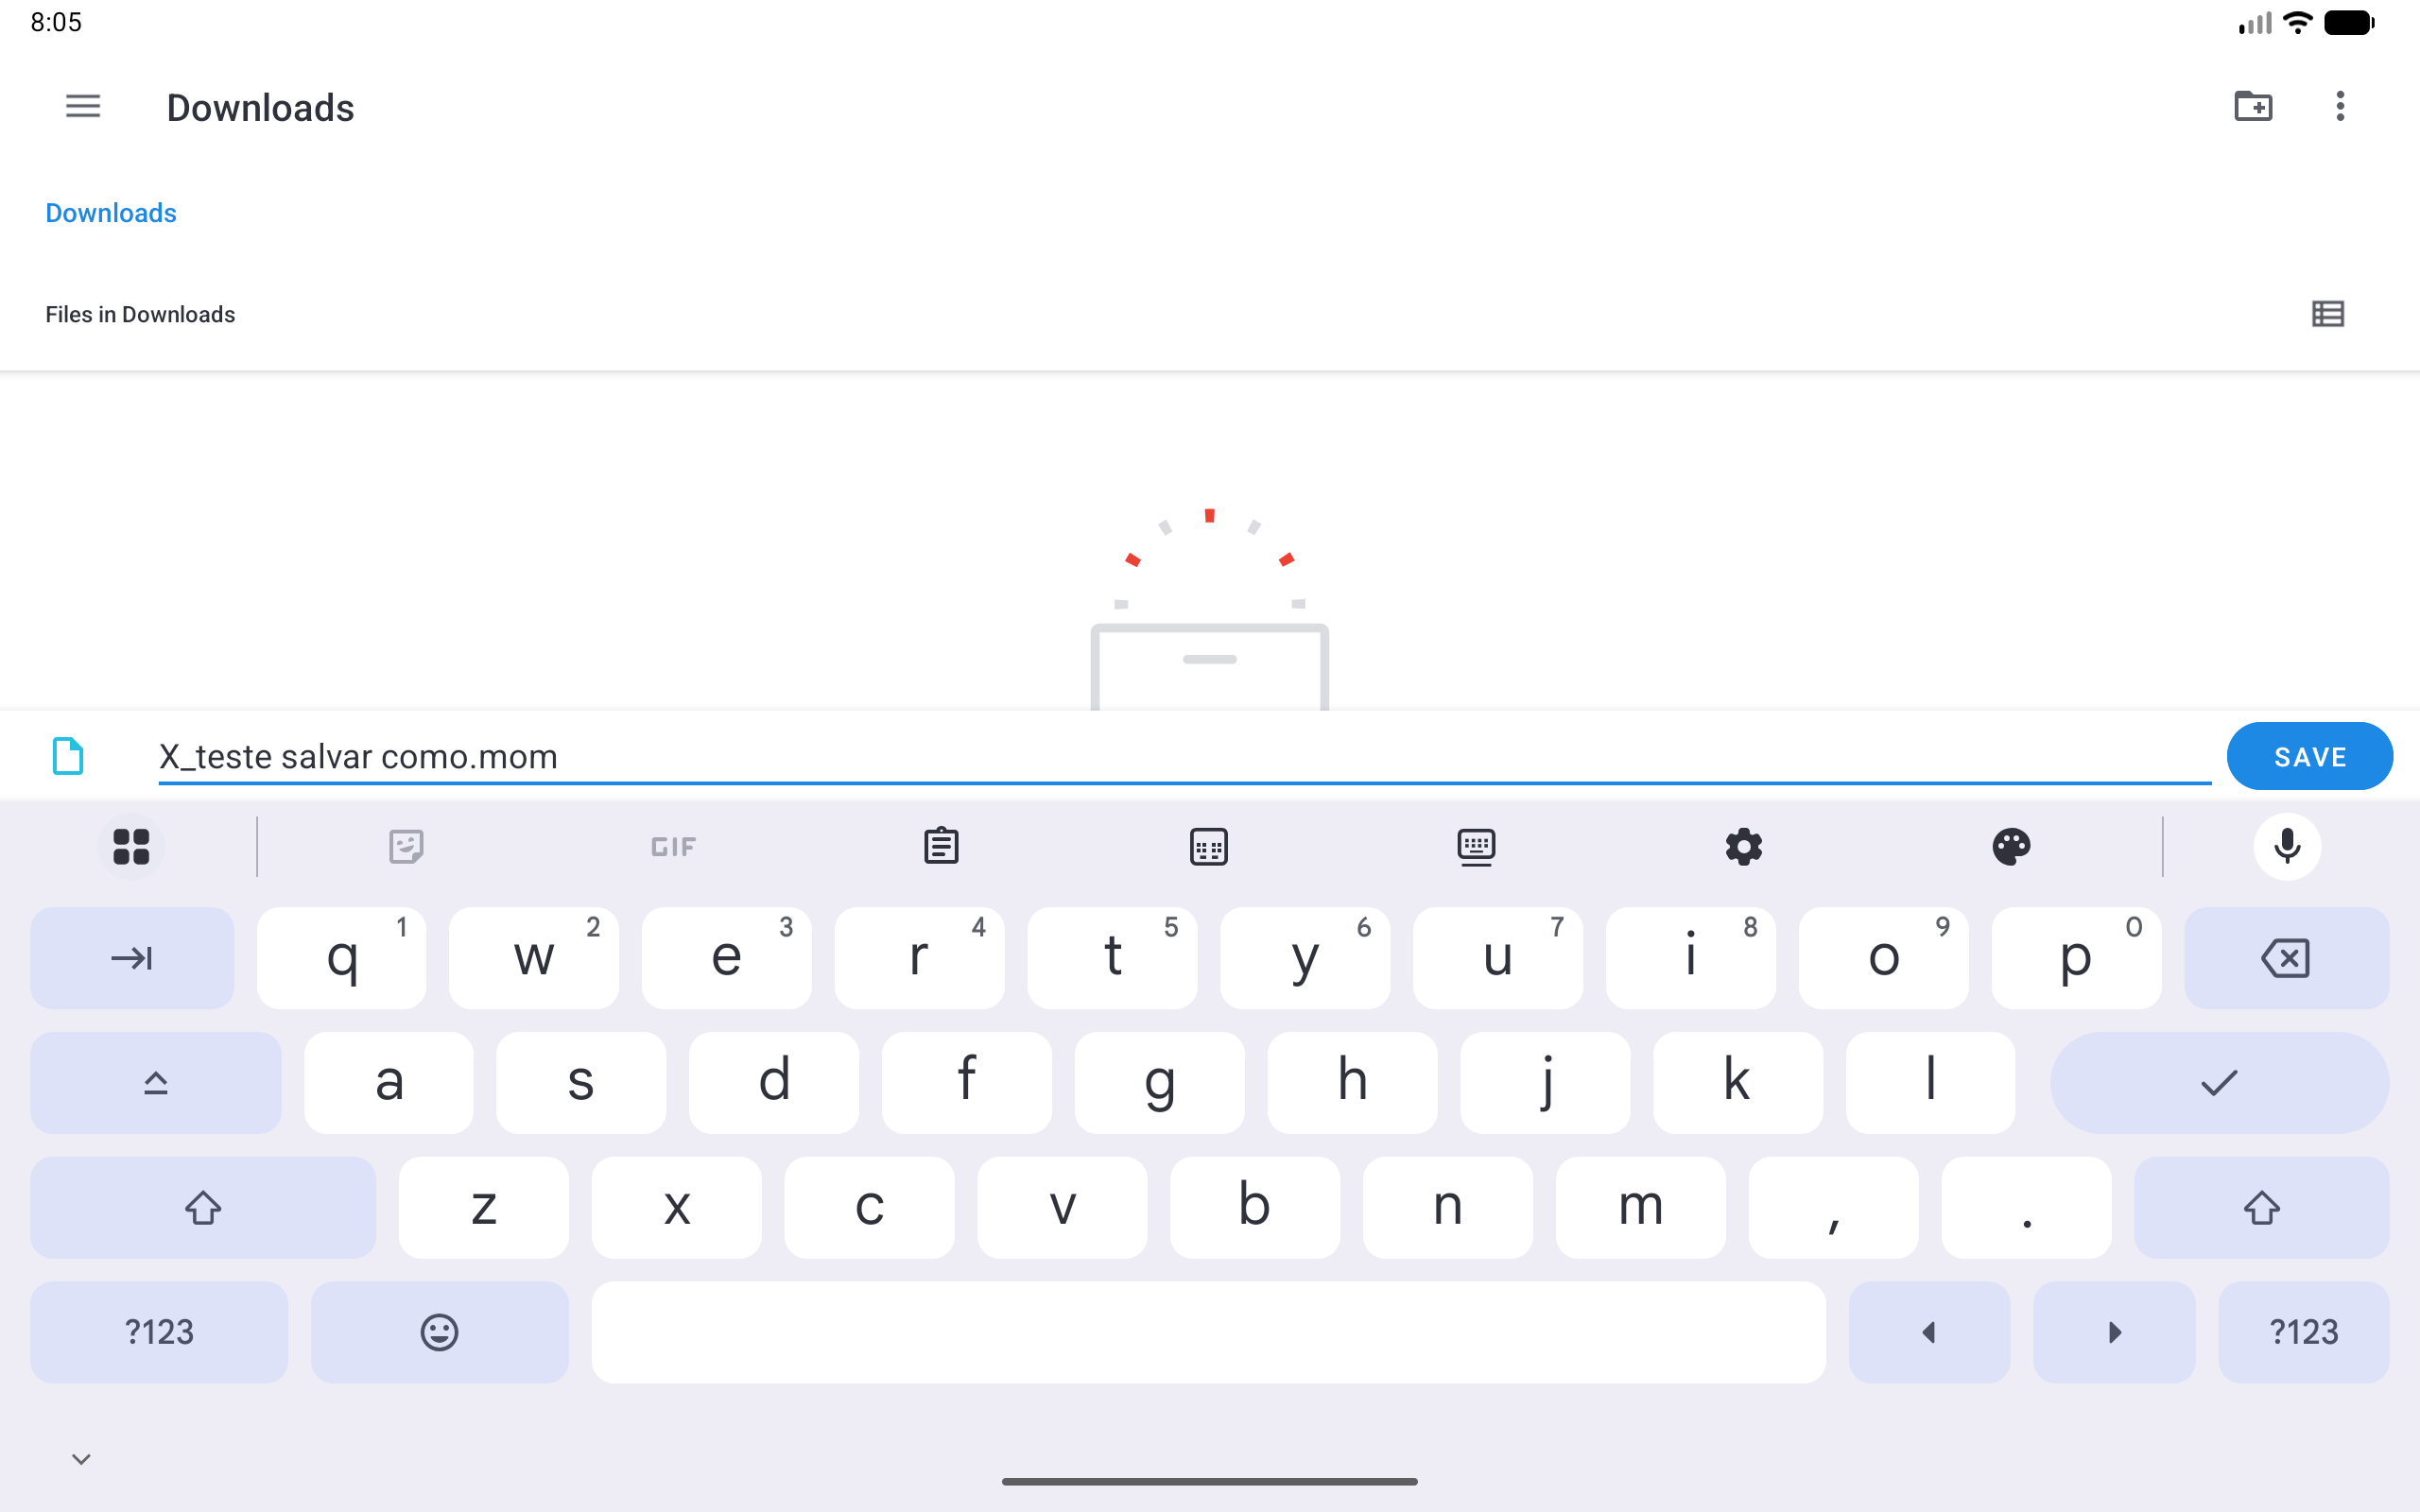 8:05
Downloads
Downloads
Files in Downloads
X_teste salvar como.mom
SAVE
GIF
q 1 w 2 e 3 r 4 t 5 y 6 u 7 i 8 o 9 p 0
a s d f g h j k l
z x c v b n m , .
?123 ?123